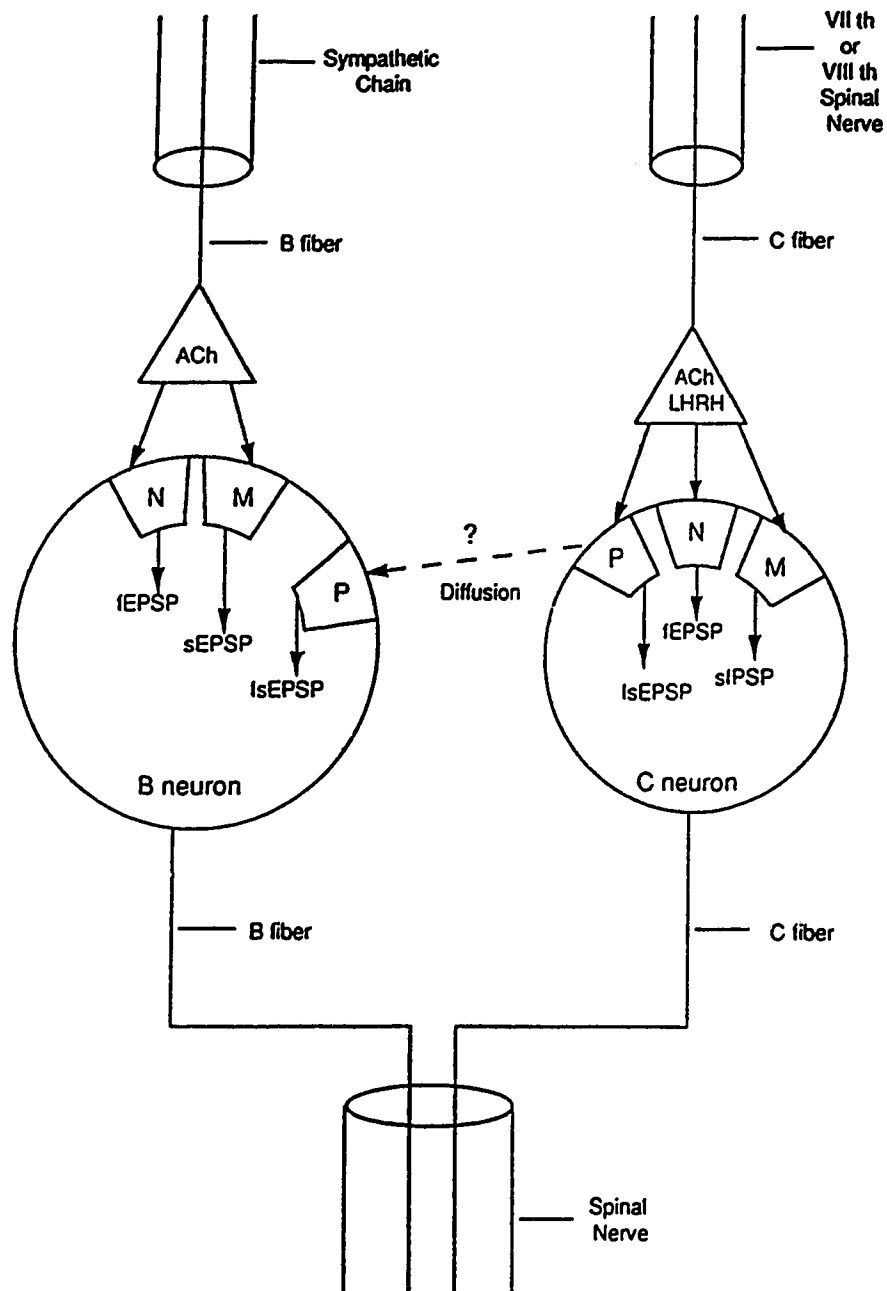 Sympathetic
Chain
VII th
or
VIII th
Spinal
Nerve
B fiber
C fiber
ACh
ACh
LHRH
N
M
P
?
Diffusion
P
N
M
fEPSP
sEPSP
lsEPSP
lsEPSP
fEPSP
sIPSP
B neuron
C neuron
B fiber
C fiber
Spinal
Nerve